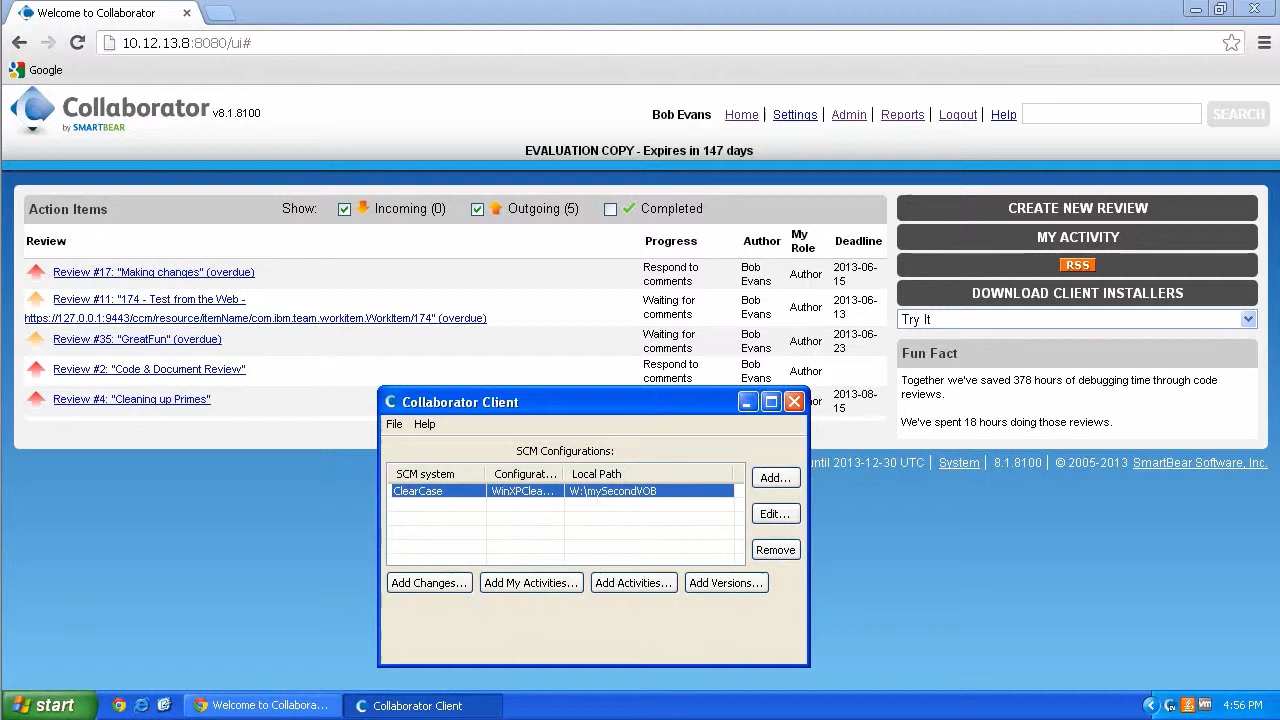 Welcome to Collaborator
10.12.13.8:8080/ui#
Google
Collaborator v8.1.8100
by SMARTBEAR
Bob Evans Home Settings Admin Reports Logout Help SEARCH
EVALUATION COPY - Expires in 147 days
Action Items Show: Incoming (0) Outgoing (5) Completed
Review Progress Author My Role Deadline
Review #17: "Making changes" (overdue) Respond to comments Bob Evans Author 2013-06-15
Review #11: "174 - Test from the Web -
https://127.0.0.1:9443/ccm/resource/itemName/com.ibm.team.workitem.WorkItem/174" (overdue) Waiting for comments Bob Evans Author 2013-06-13
Review #35: "GreatFun" (overdue) Waiting for comments Bob Evans Author 2013-06-23
Review #2: "Code & Document Review" Respond to comments Bob Evans Author
Review #4: "Cleaning up Primes" 2013-08-15
CREATE NEW REVIEW
MY ACTIVITY
RSS
DOWNLOAD CLIENT INSTALLERS
Try It
Fun Fact
Together we've saved 378 hours of debugging time through code
reviews.
We've spent 18 hours doing those reviews.
until 2013-12-30 UTC System 8.1.8100 © 2005-2013 SmartBear Software, Inc.
Collaborator Client
File Help
SCM Configurations:
SCM system Configurat... Local Path
ClearCase WinXPClea... W:\mySecondVOB
Add...
Edit...
Remove
Add Changes... Add My Activities... Add Activities... Add Versions...
start Welcome to Collabora... Collaborator Client 4:56 PM